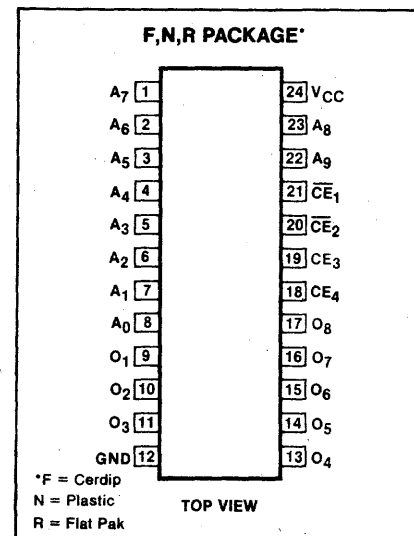 F,N,R PACKAGE*
A7 1
24 VCC
A6 2
23 A8
A5 3
22 A9
A4 4
21 C̅E̅1
A3 5
20 C̅E̅2
A2 6
19 CE3
A1 7
18 CE4
A0 8
17 O8
O1 9
16 O7
O2 10
15 O6
O3 11
14 O5
GND 12
13 O4
*F = Cerdip
N = Plastic
R = Flat Pak
TOP VIEW